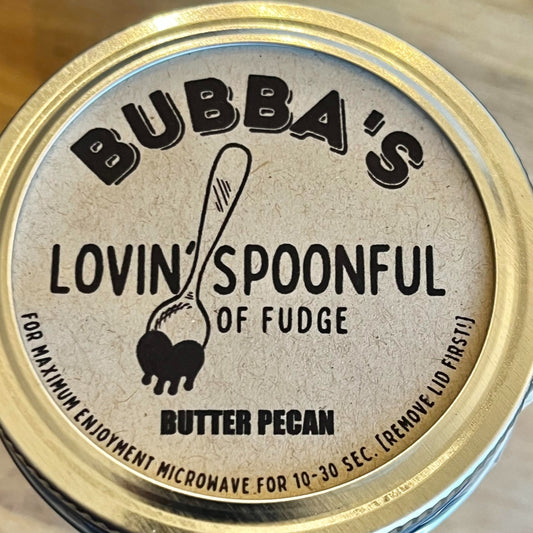 BUBBA'S
LOVIN' SPOONFUL
OF FUDGE
BUTTER PECAN
FOR MAXIMUM ENJOYMENT MICROWAVE FOR 10-30 SEC. [REMOVE LID FIRST!]